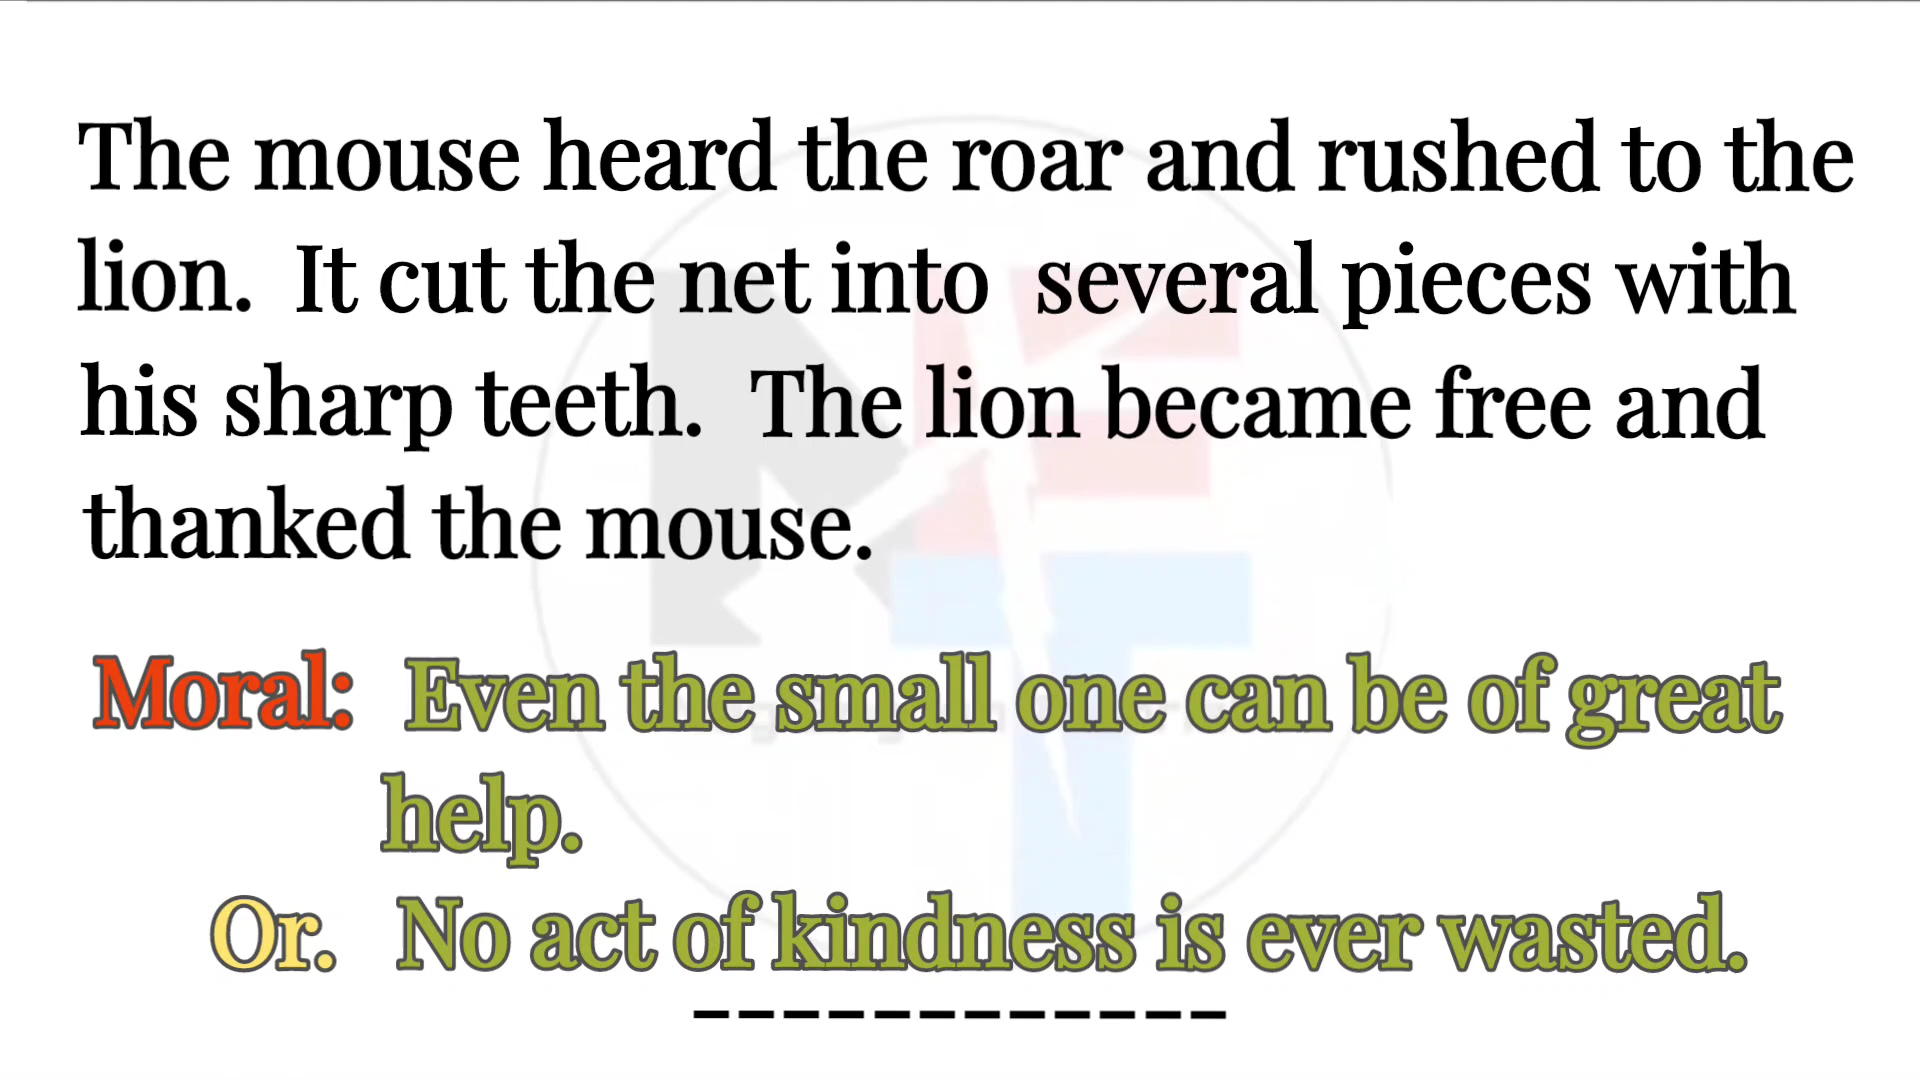 The mouse heard the roar and rushed to the
lion. It cut the net into several pieces with
his sharp teeth. The lion became free and
thanked the mouse.
Moral: Even the small one can be of great
help.
Or. No act of kindness is ever wasted.